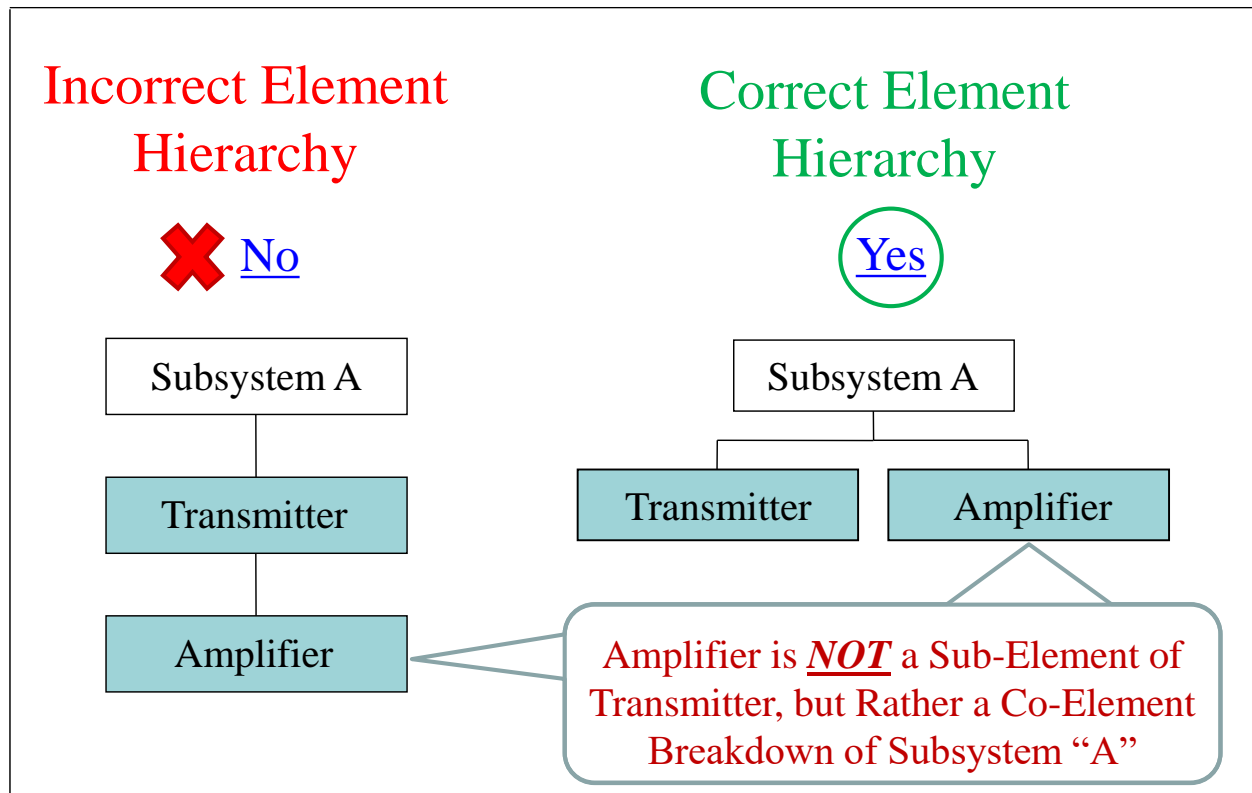 Incorrect Element
Hierarchy
No
Subsystem A
Transmitter
Amplifier
Correct Element
Hierarchy
Yes
Subsystem A
Transmitter
Amplifier
Amplifier is NOT a Sub-Element of
Transmitter, but Rather a Co-Element
Breakdown of Subsystem “A”